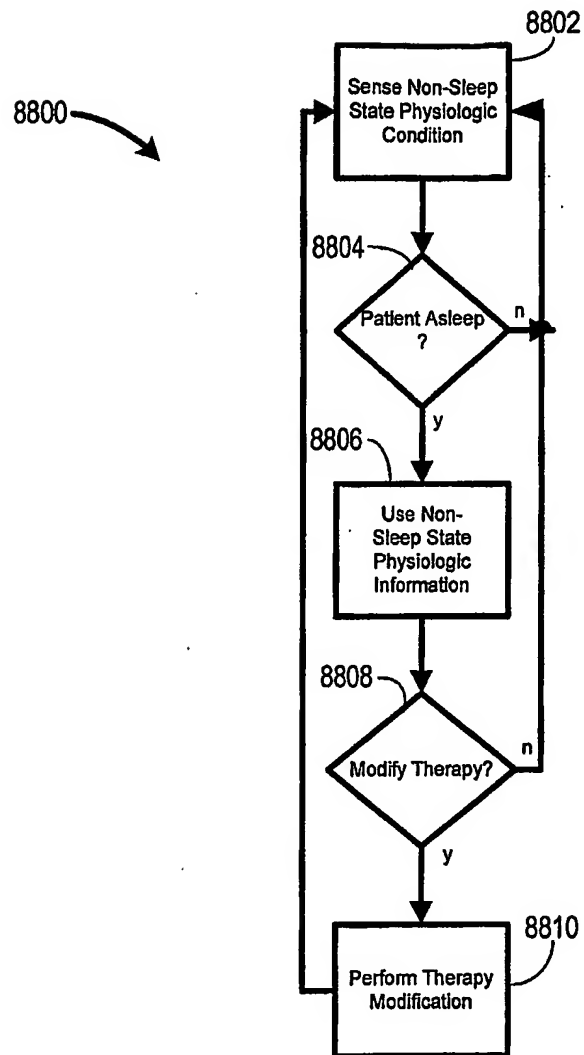 8802
8800
Sense Non-Sleep
State Physiologic
Condition
8804
Patient Asleep
?
n
y
8806
Use Non-
Sleep State
Physiologic
Information
8808
Modify Therapy?
n
y
8810
Perform Therapy
Modification